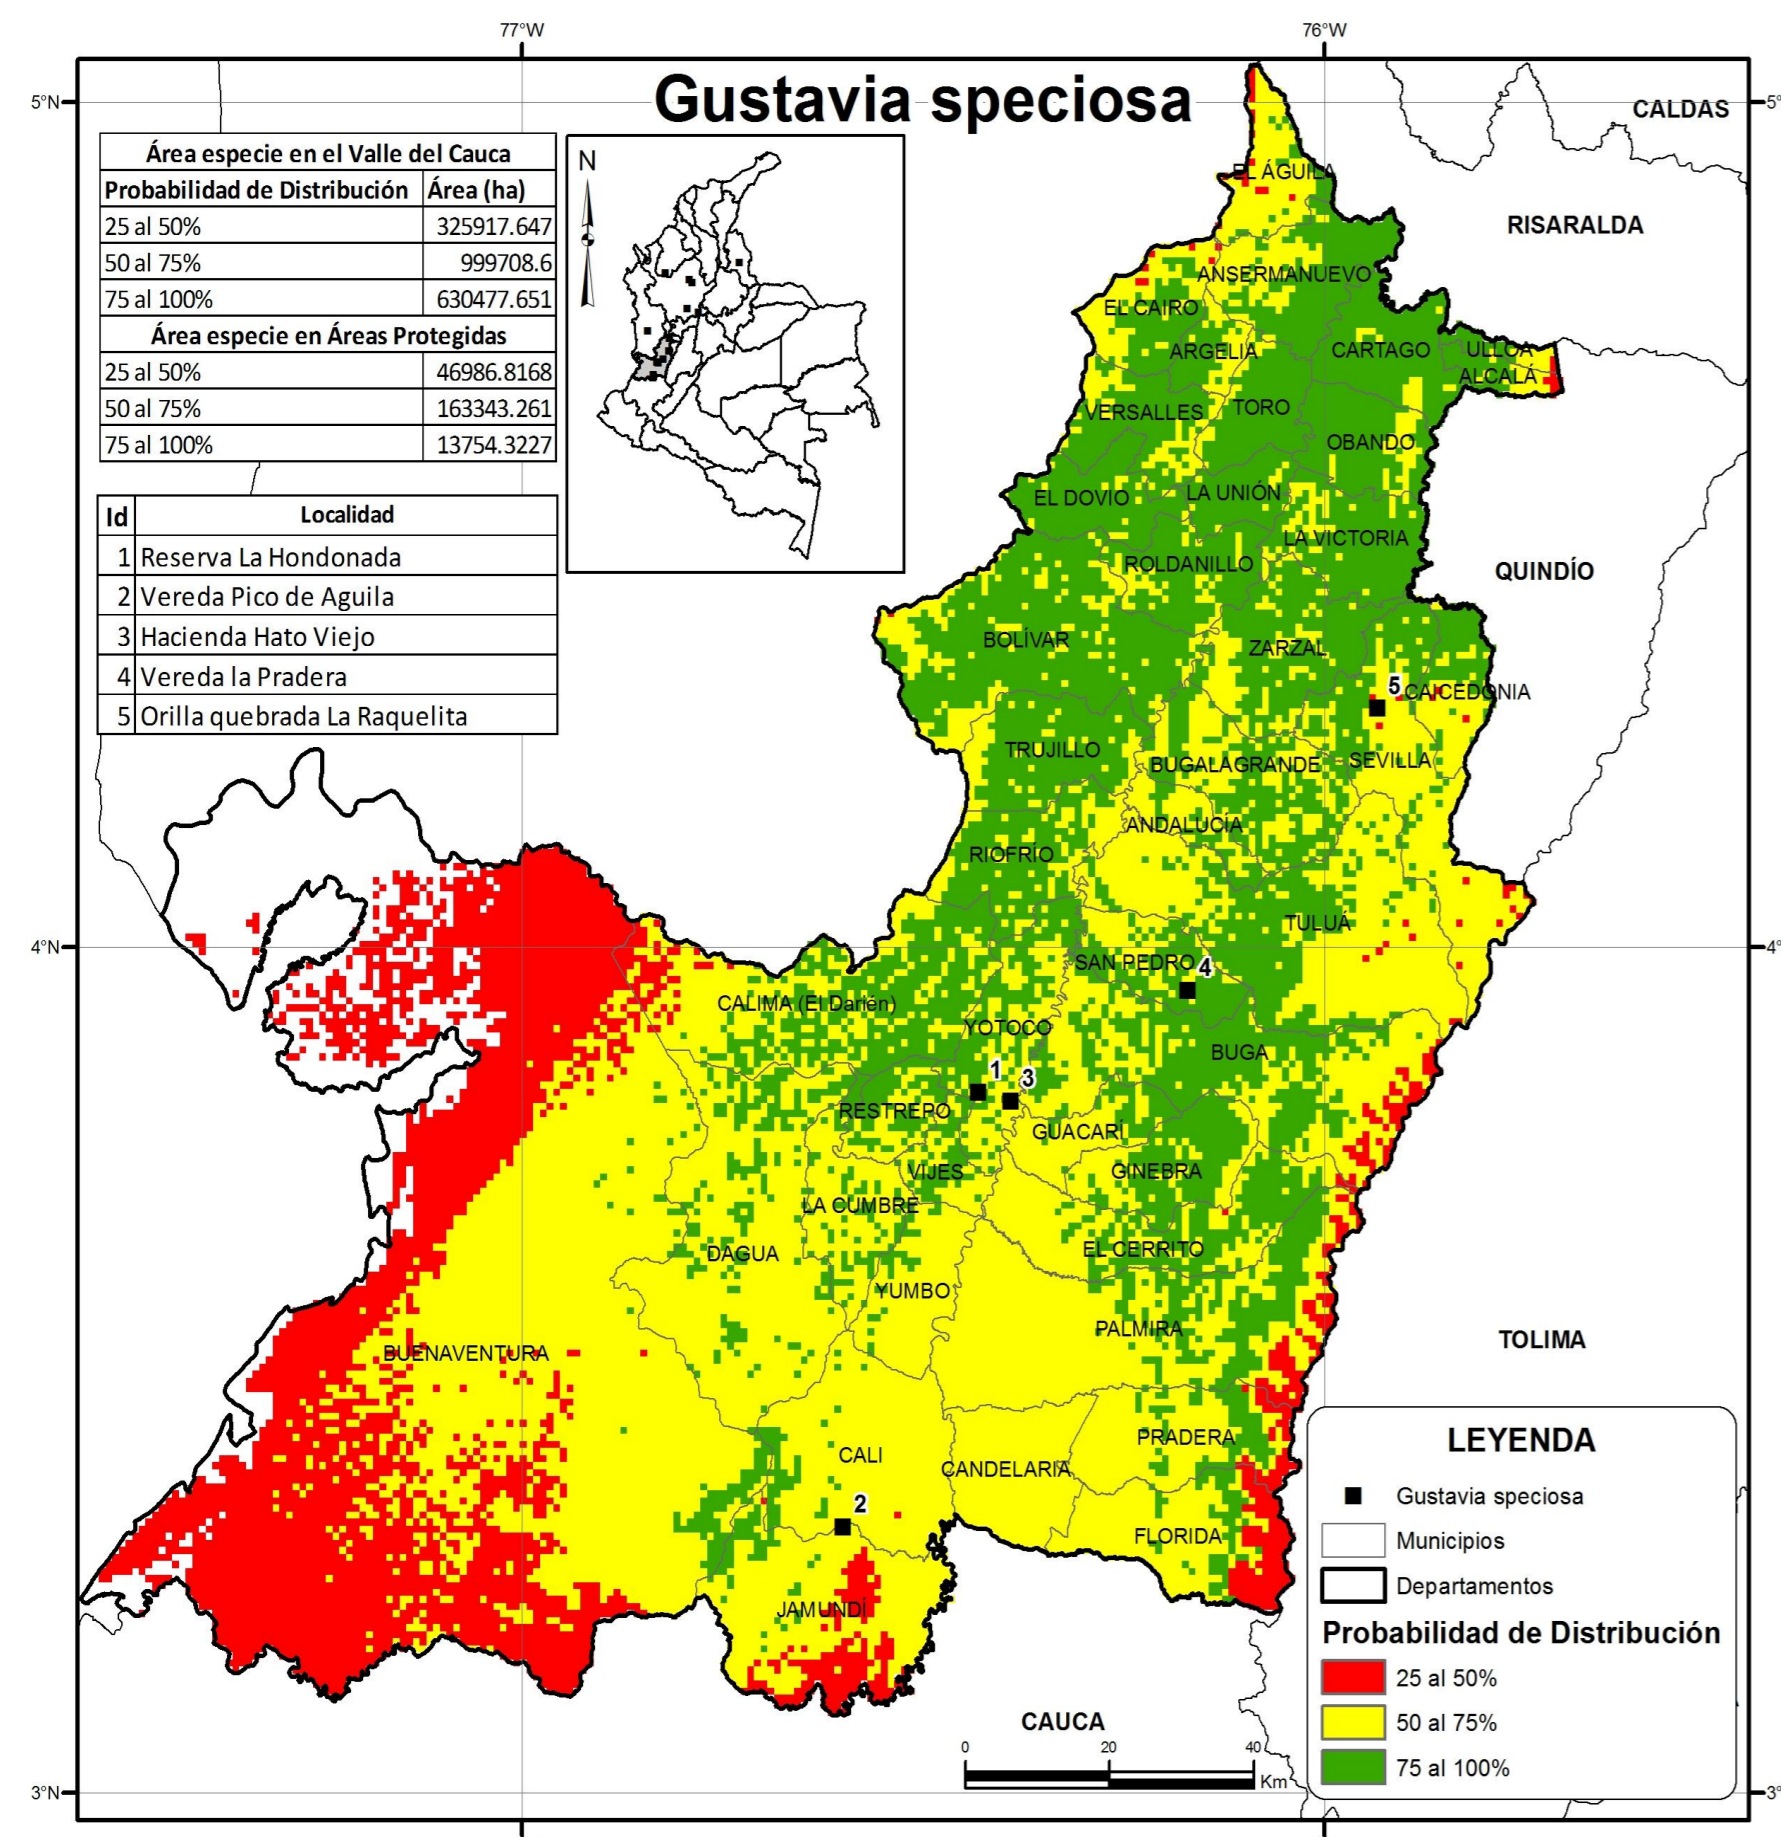 77°W 76°W
5°N 5°
Gustavia speciosa
Área especie en el Valle del Cauca
Probabilidad de Distribución Área (ha)
25 al 50% 325917.647
50 al 75% 999708.6
75 al 100% 630477.651
Área especie en Áreas Protegidas
25 al 50% 46986.8168
50 al 75% 163343.261
75 al 100% 13754.3227
Id Localidad
1 Reserva La Hondonada
2 Vereda Pico de Aguila
3 Hacienda Hato Viejo
4 Vereda la Pradera
5 Orilla quebrada La Raquelita
N
CALDAS
EL ÁGUILA
RISARALDA
ANSERMANUEVO
EL CAIRO
ARGELIA
CARTAGO
ULLOA
ALCALÁ
VERSALLES
TORO
OBANDO
EL DOVIO
LA UNIÓN
LA VICTORIA
ROLDANILLO
QUINDÍO
BOLÍVAR
ZARZAL
5
CAICEDONIA
TRUJILLO
BUGALAGRANDE
SEVILLA
ANDALUCÍA
RIOFRÍO
TULUÁ
4°N 4°
SAN PEDRO
4
CALIMA (El Darién)
YOTOCO
BUGA
1
3
RESTREPO
GUACARÍ
VIJES
GINEBRA
LA CUMBRE
DAGUA
EL CERRITO
YUMBO
PALMIRA
TOLIMA
BUENAVENTURA
PRADERA
CALI
CANDELARIA
2
FLORIDA
JAMUNDÍ
CAUCA
0 20 40
Km
LEYENDA
Gustavia speciosa
Municipios
Departamentos
Probabilidad de Distribución
25 al 50%
50 al 75%
75 al 100%
3°N 3°